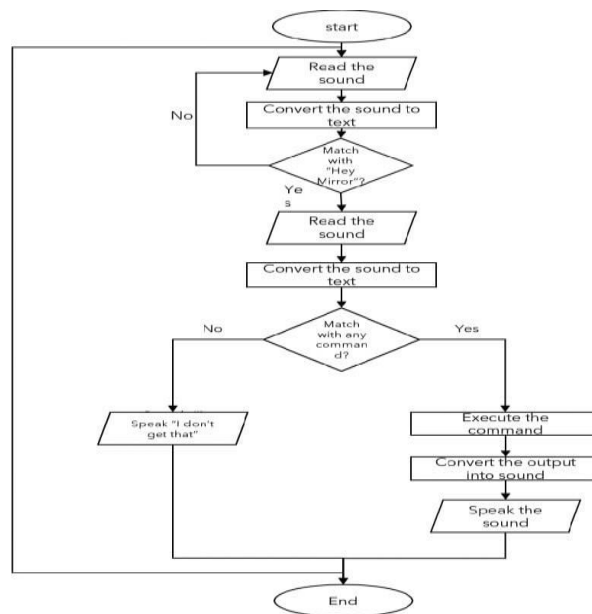 start
Read the
sound
No
Convert the sound to
text
Match
with
"Hey
Mirror"?
Ye
s
Read the
sound
Convert the sound to
text
No
Match
with any
comman
d?
Yes
Speak "I don't
get that"
Execute the
command
Convert the output
into sound
Speak the
sound
End